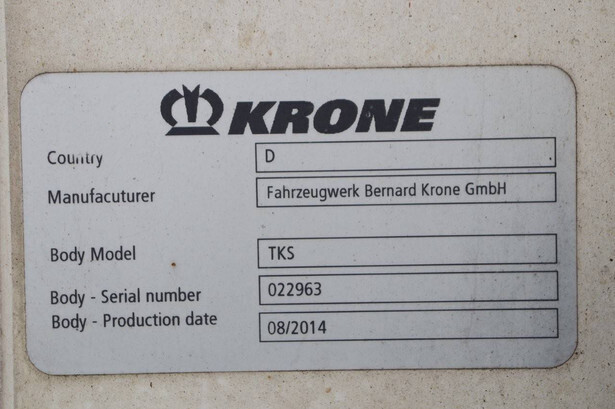 KRONE
Country D
Manufacuturer Fahrzeugwerk Bernard Krone GmbH
Body Model TKS
Body - Serial number 022963
Body - Production date 08/2014